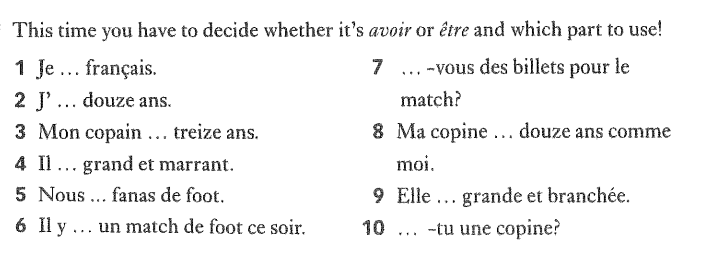 This time you have to decide whether it's avoir or être and which part to use!
1 Je ... français.
2 J' ... douze ans.
3 Mon copain ... treize ans.
4 Il ... grand et marrant.
5 Nous ... fanas de foot.
6 Il y ... un match de foot ce soir.
7 ... -vous des billets pour le
match?
8 Ma copine ... douze ans comme
moi.
9 Elle ... grande et branchée.
10 ... -tu une copine?